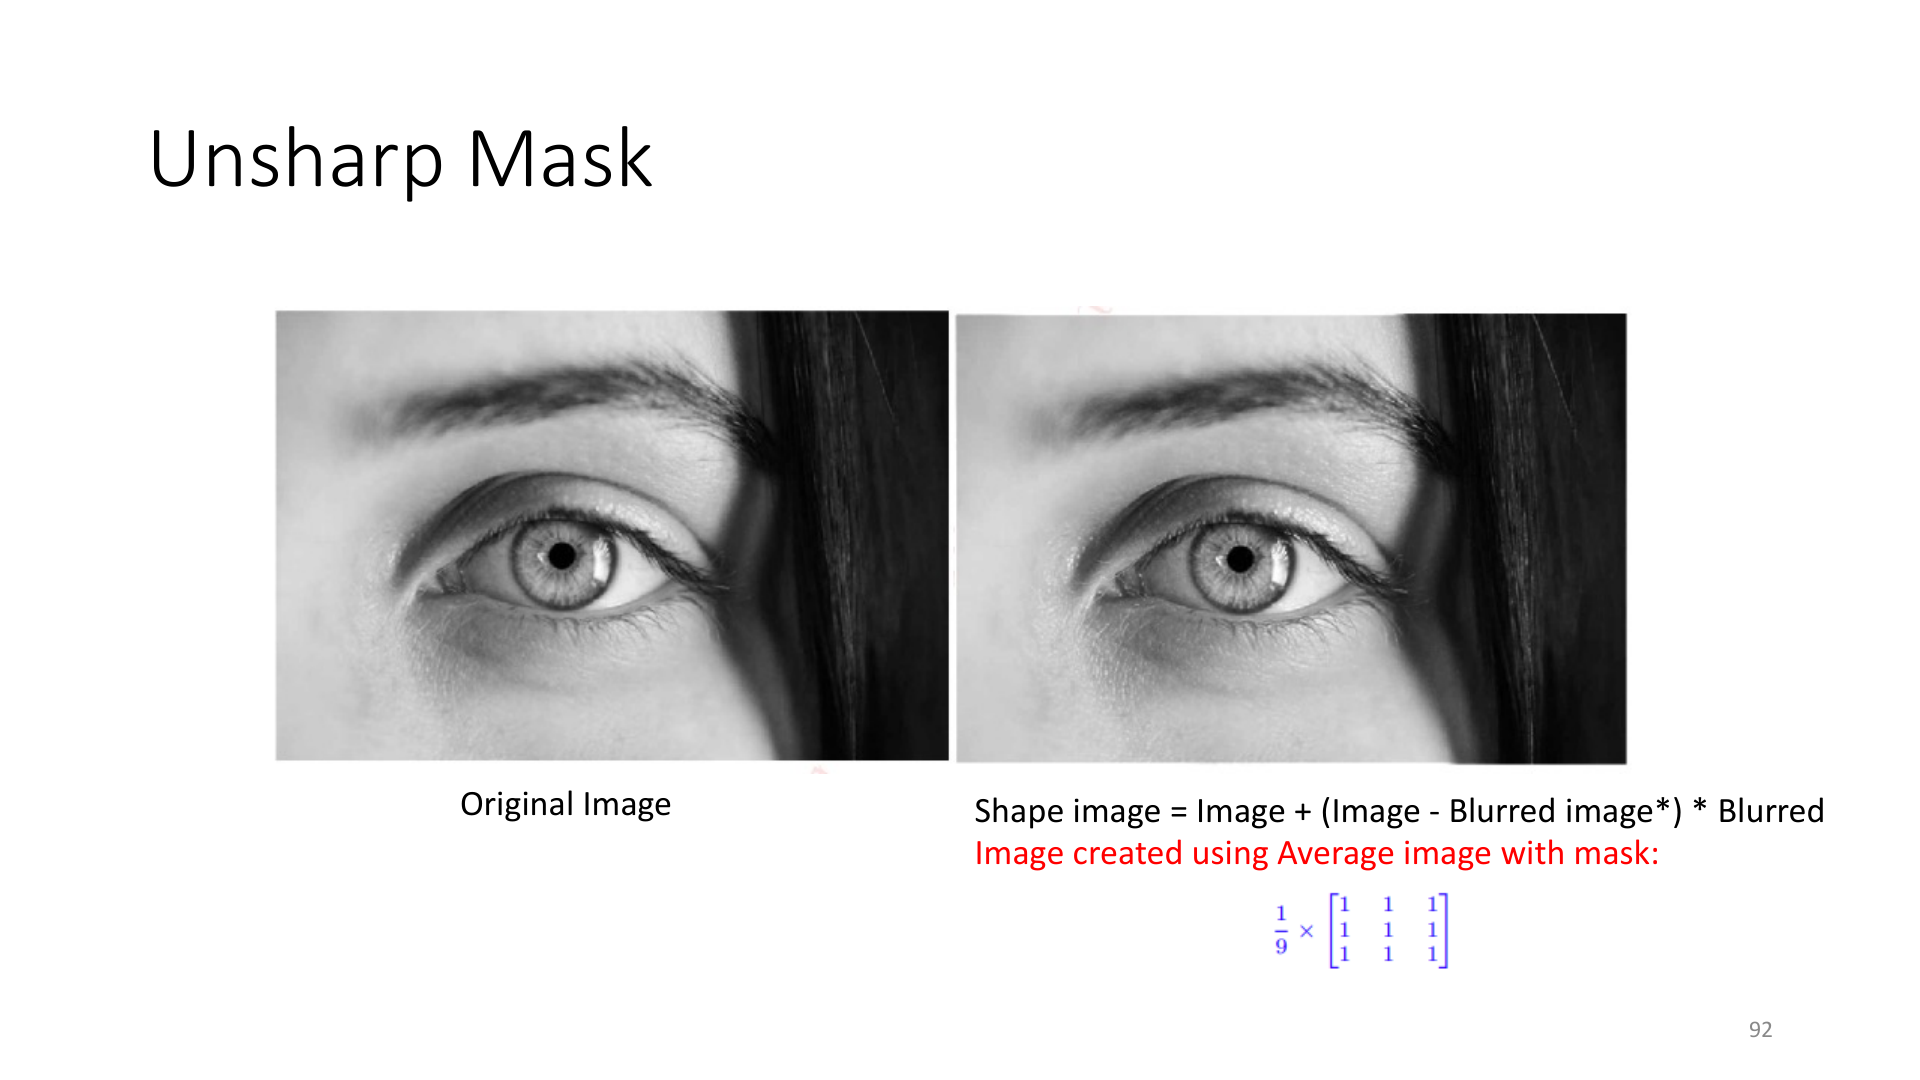 Unsharp Mask
Original Image
Shape image = Image + (Image - Blurred image*) * Blurred
Image created using Average image with mask:
1/9 × [1 1 1
1 1 1
1 1 1]
92